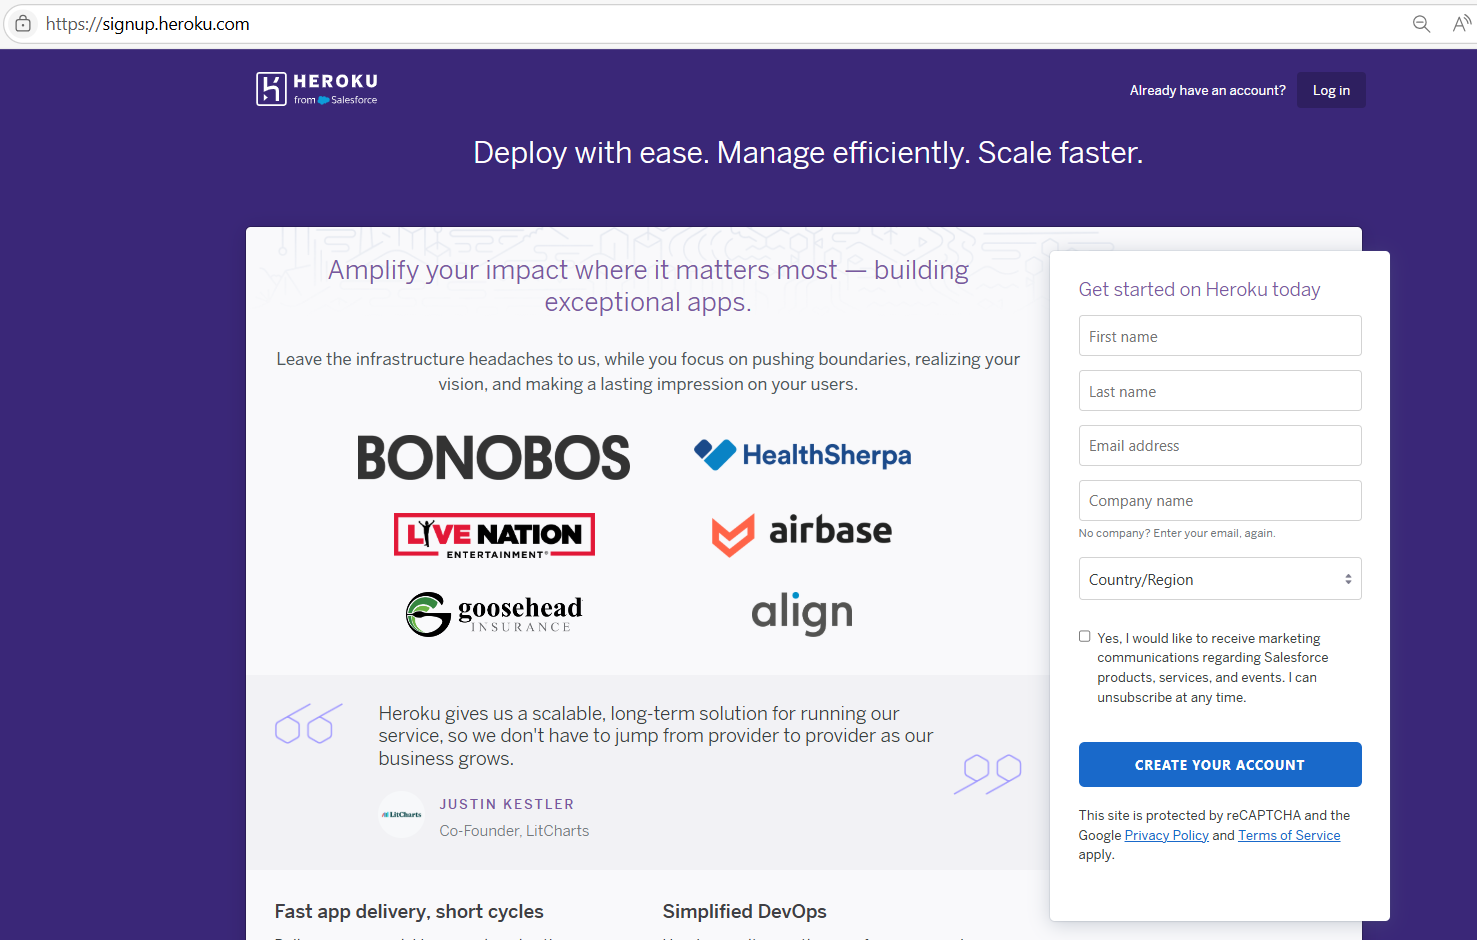 https://signup.heroku.com
HEROKU
from Salesforce
Already have an account?
Log in
Deploy with ease. Manage efficiently. Scale faster.
Amplify your impact where it matters most — building
exceptional apps.
Leave the infrastructure headaches to us, while you focus on pushing boundaries, realizing your
vision, and making a lasting impression on your users.
BONOBOS
HealthSherpa
LIVE NATION
ENTERTAINMENT®
airbase
goosehead
INSURANCE
align
Heroku gives us a scalable, long-term solution for running our
service, so we don't have to jump from provider to provider as our
business grows.
LitCharts
JUSTIN KESTLER
Co-Founder, LitCharts
Fast app delivery, short cycles
Simplified DevOps
Get started on Heroku today
First name
Last name
Email address
Company name
No company? Enter your email, again.
Country/Region
Yes, I would like to receive marketing
communications regarding Salesforce
products, services, and events. I can
unsubscribe at any time.
CREATE YOUR ACCOUNT
This site is protected by reCAPTCHA and the
Google Privacy Policy and Terms of Service
apply.